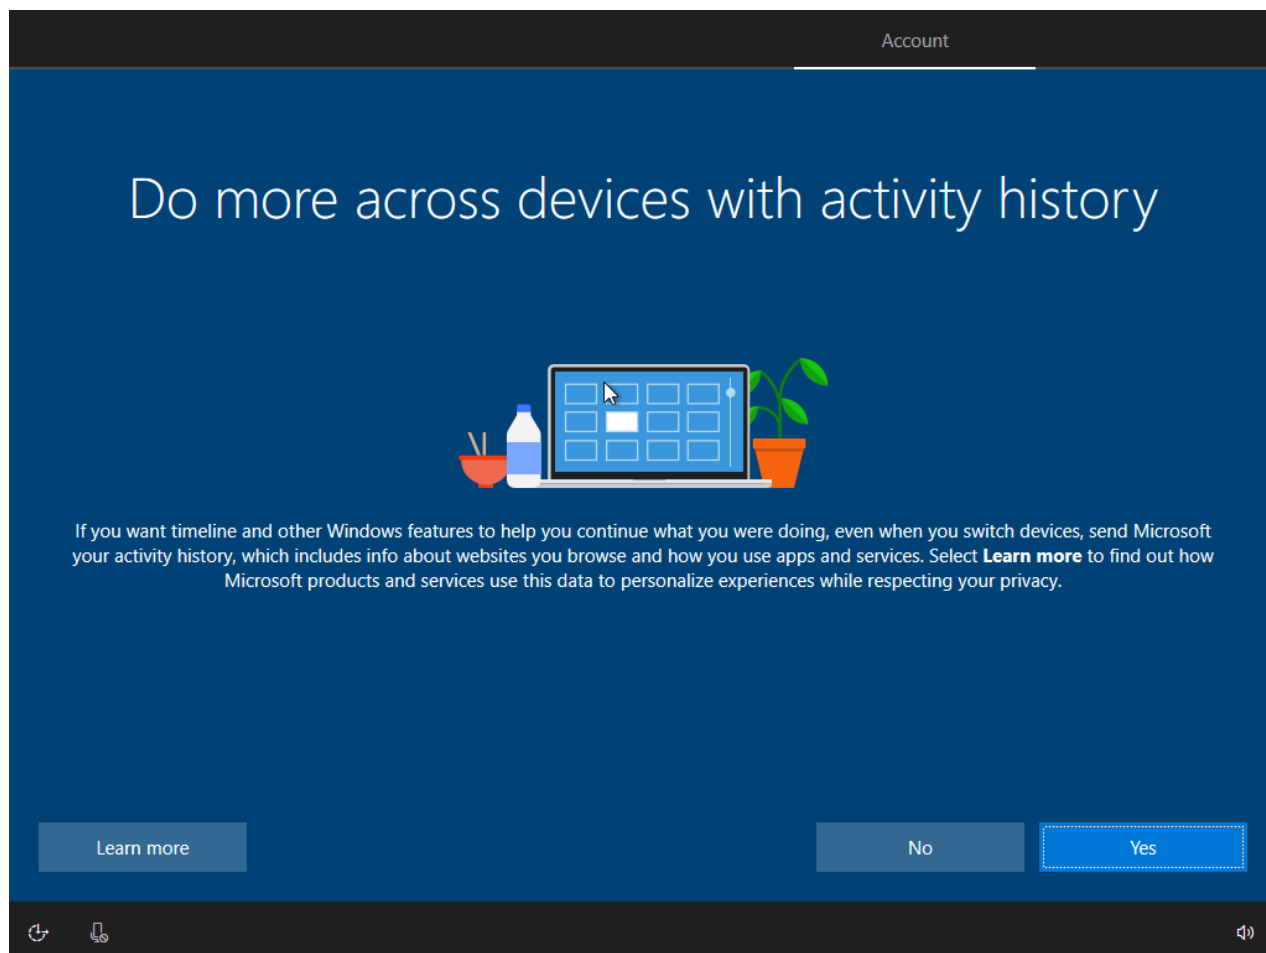 Account
Do more across devices with activity history
If you want timeline and other Windows features to help you continue what you were doing, even when you switch devices, send Microsoft
your activity history, which includes info about websites you browse and how you use apps and services. Select Learn more to find out how
Microsoft products and services use this data to personalize experiences while respecting your privacy.
Learn more
No
Yes